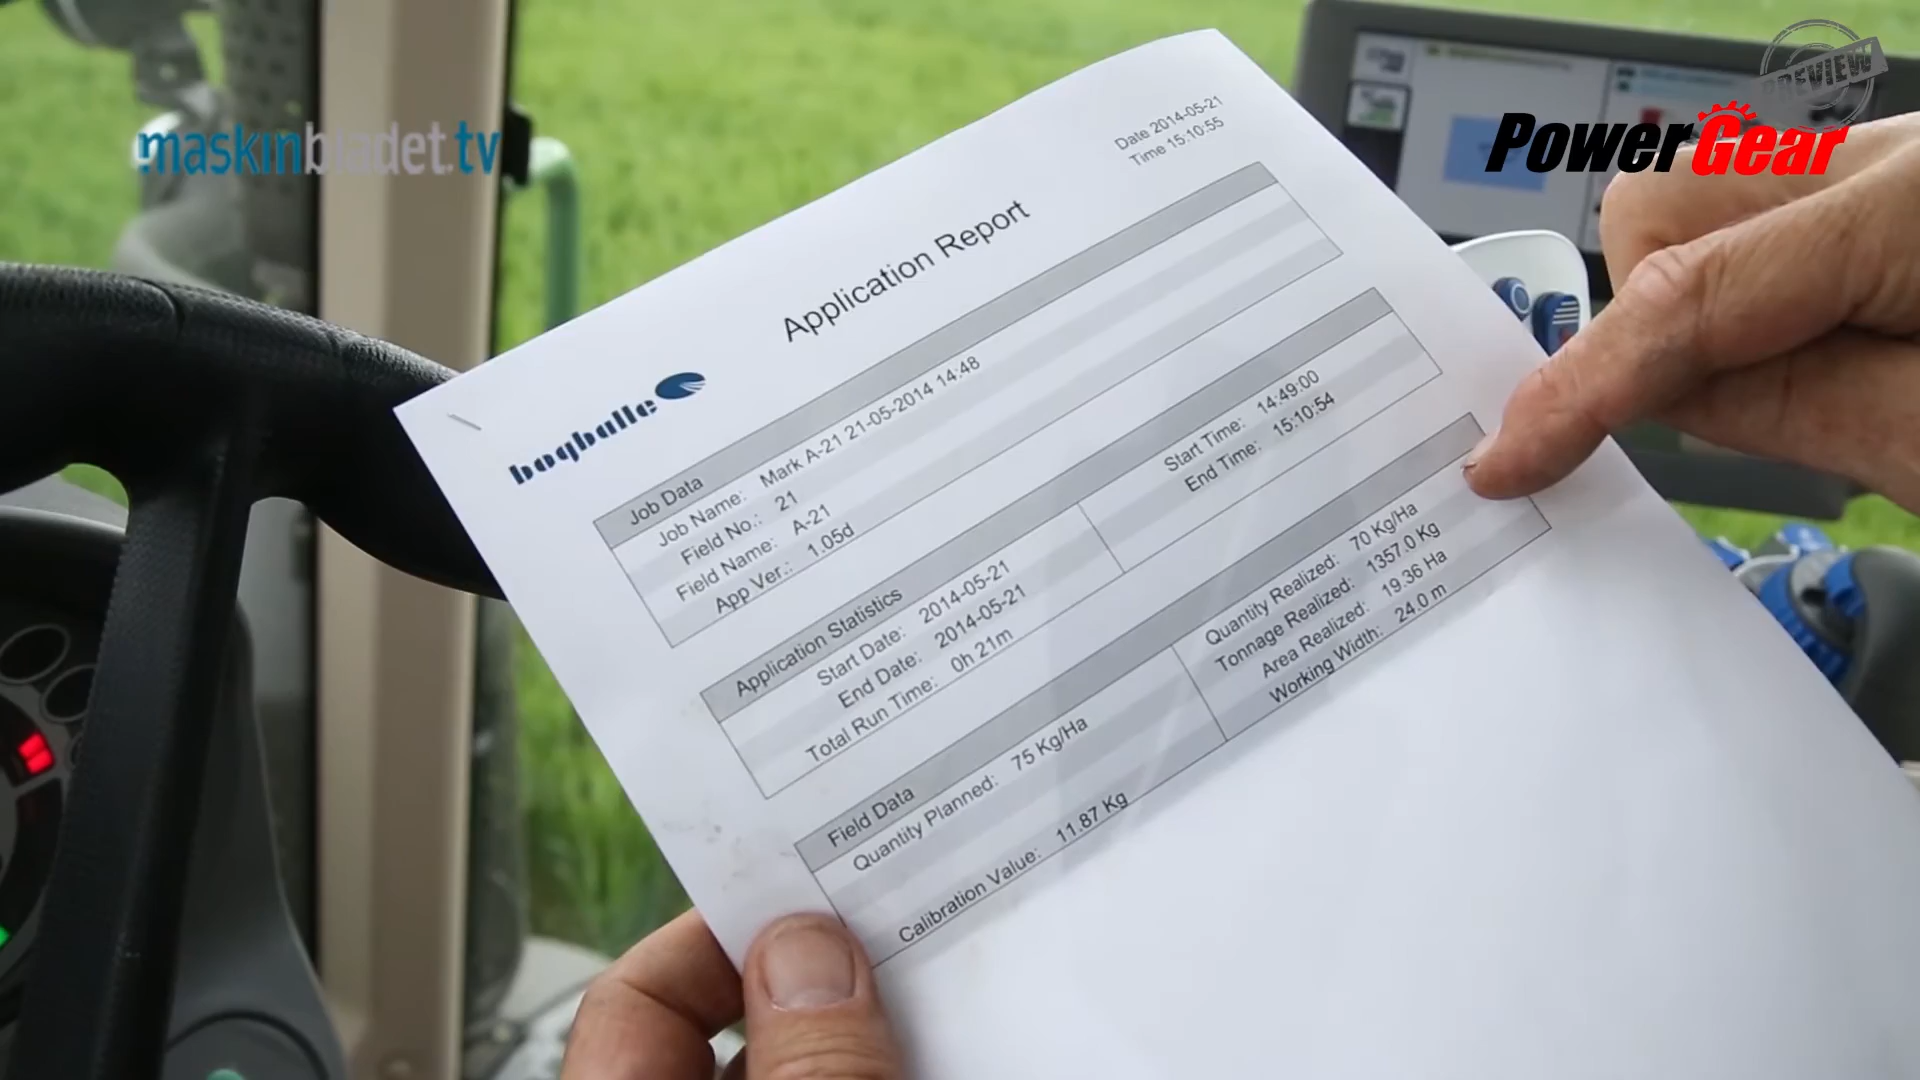 maskinbladet.tv
PREVIEW
PowerGear
Date 2014-05-21
Time 15:10:55
Application Report
bogballe
Job Data
Job Name: Mark A-21 21-05-2014 14:48
Field No.: 21
Field Name: A-21
App Ver.: 1.05d
Application Statistics
Start Date: 2014-05-21
End Date: 2014-05-21
Total Run Time: 0h 21m
Start Time: 14:49:00
End Time: 15:10:54
Field Data
Quantity Planned: 75 Kg/Ha
Calibration Value: 11.87 Kg
Quantity Realized: 70 Kg/Ha
Tonnage Realized: 1357.0 Kg
Area Realized: 19.36 Ha
Working Width: 24.0 m